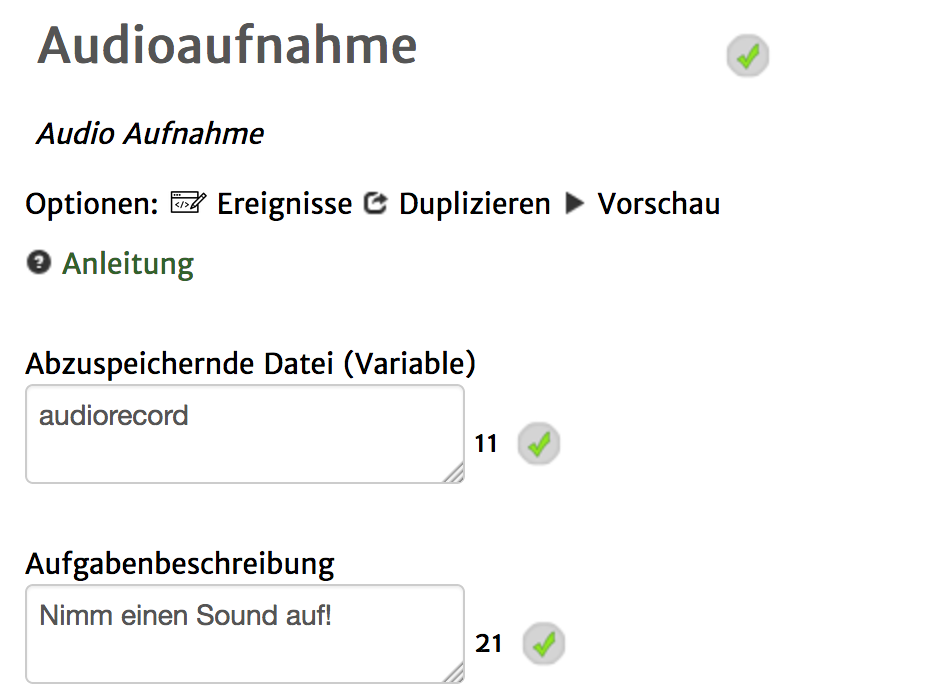 Audioaufnahme
Audio Aufnahme
Optionen: </> Ereignisse Duplizieren Vorschau
? Anleitung
Abzuspeichernde Datei (Variable)
audiorecord
11
Aufgabenbeschreibung
Nimm einen Sound auf!
21